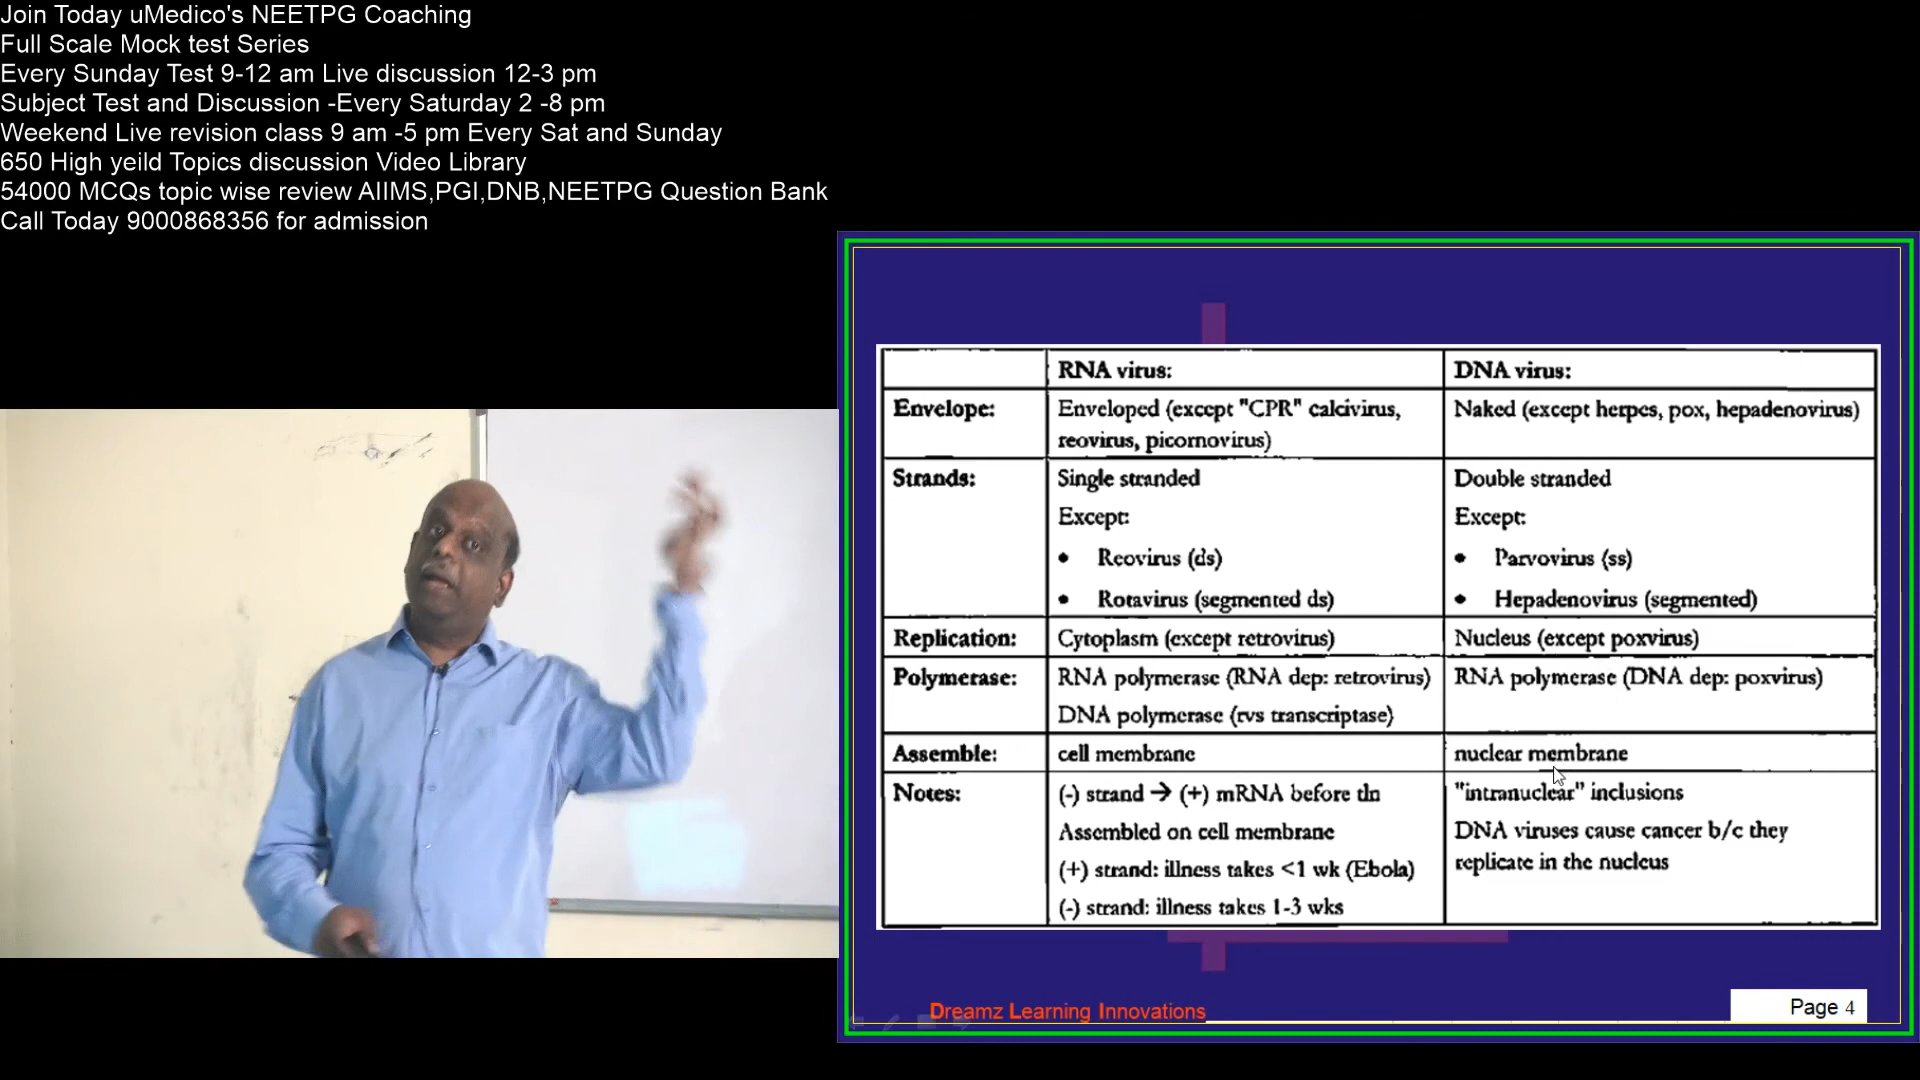 Join Today uMedico's NEETPG Coaching
Full Scale Mock test Series
Every Sunday Test 9-12 am Live discussion 12-3 pm
Subject Test and Discussion -Every Saturday 2 -8 pm
Weekend Live revision class 9 am -5 pm Every Sat and Sunday
650 High yeild Topics discussion Video Library
54000 MCQs topic wise review AIIMS,PGI,DNB,NEETPG Question Bank
Call Today 9000868356 for admission
RNA virus: DNA virus:
Envelope: Enveloped (except "CPR" calcivirus, Naked (except herpes, pox, hepadenovirus)
reovirus, picornovirus)
Strands: Single stranded Double stranded
Except: Except:
• Reovirus (ds) • Parvovirus (ss)
• Rotavirus (segmented ds) • Hepadenovirus (segmented)
Replication: Cytoplasm (except retrovirus) Nucleus (except poxvirus)
Polymerase: RNA polymerase (RNA dep: retrovirus) RNA polymerase (DNA dep: poxvirus)
DNA polymerase (rvs transcriptase)
Assemble: cell membrane nuclear membrane
Notes: (-) strand → (+) mRNA before "intranuclear" inclusions
Assembled on cell membrane DNA viruses cause cancer b/c they
(+) strand: illness takes <1 wk (Ebola) replicate in the nucleus
(-) strand: illness takes 1-3 wks
Dreamz Learning Innovations
Page 4